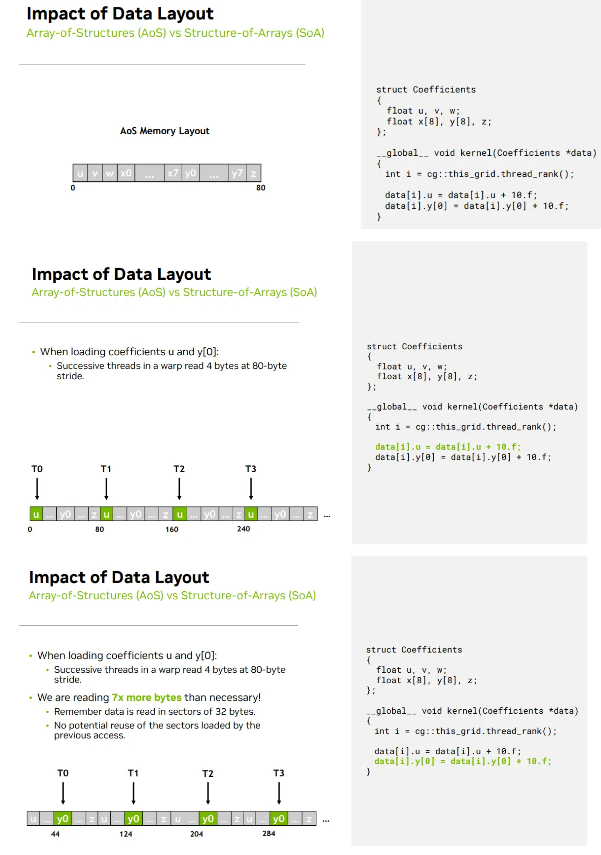 Impact of Data Layout
Array-of-Structures (AoS) vs Structure-of-Arrays (SoA)
AoS Memory Layout
u v w x0 ... x7 y0 ... y7 z
0 80
struct Coefficients
{
float u, v, w;
float x[8], y[8], z;
};
__global__ void kernel(Coefficients *data)
{
int i = cg::this_grid.thread_rank();
data[i].u = data[i].u + 10.f;
data[i].y[0] = data[i].y[0] + 10.f;
}
Impact of Data Layout
Array-of-Structures (AoS) vs Structure-of-Arrays (SoA)
• When loading coefficients u and y[0]:
• Successive threads in a warp read 4 bytes at 80-byte
stride.
T0 T1 T2 T3
u ... y0 ... z u ... y0 ... z u ... y0 ... z u ... y0 ... z ...
0 80 160 240
struct Coefficients
{
float u, v, w;
float x[8], y[8], z;
};
__global__ void kernel(Coefficients *data)
{
int i = cg::this_grid.thread_rank();
data[i].u = data[i].u + 10.f;
data[i].y[0] = data[i].y[0] + 10.f;
}
Impact of Data Layout
Array-of-Structures (AoS) vs Structure-of-Arrays (SoA)
• When loading coefficients u and y[0]:
• Successive threads in a warp read 4 bytes at 80-byte
stride.
• We are reading 7x more bytes than necessary!
• Remember data is read in sectors of 32 bytes.
• No potential reuse of the sectors loaded by the
previous access.
T0 T1 T2 T3
u ... y0 ... z u ... y0 ... z u ... y0 ... z u ... y0 ... z ...
44 124 204 284
struct Coefficients
{
float u, v, w;
float x[8], y[8], z;
};
__global__ void kernel(Coefficients *data)
{
int i = cg::this_grid.thread_rank();
data[i].u = data[i].u + 10.f;
data[i].y[0] = data[i].y[0] + 10.f;
}